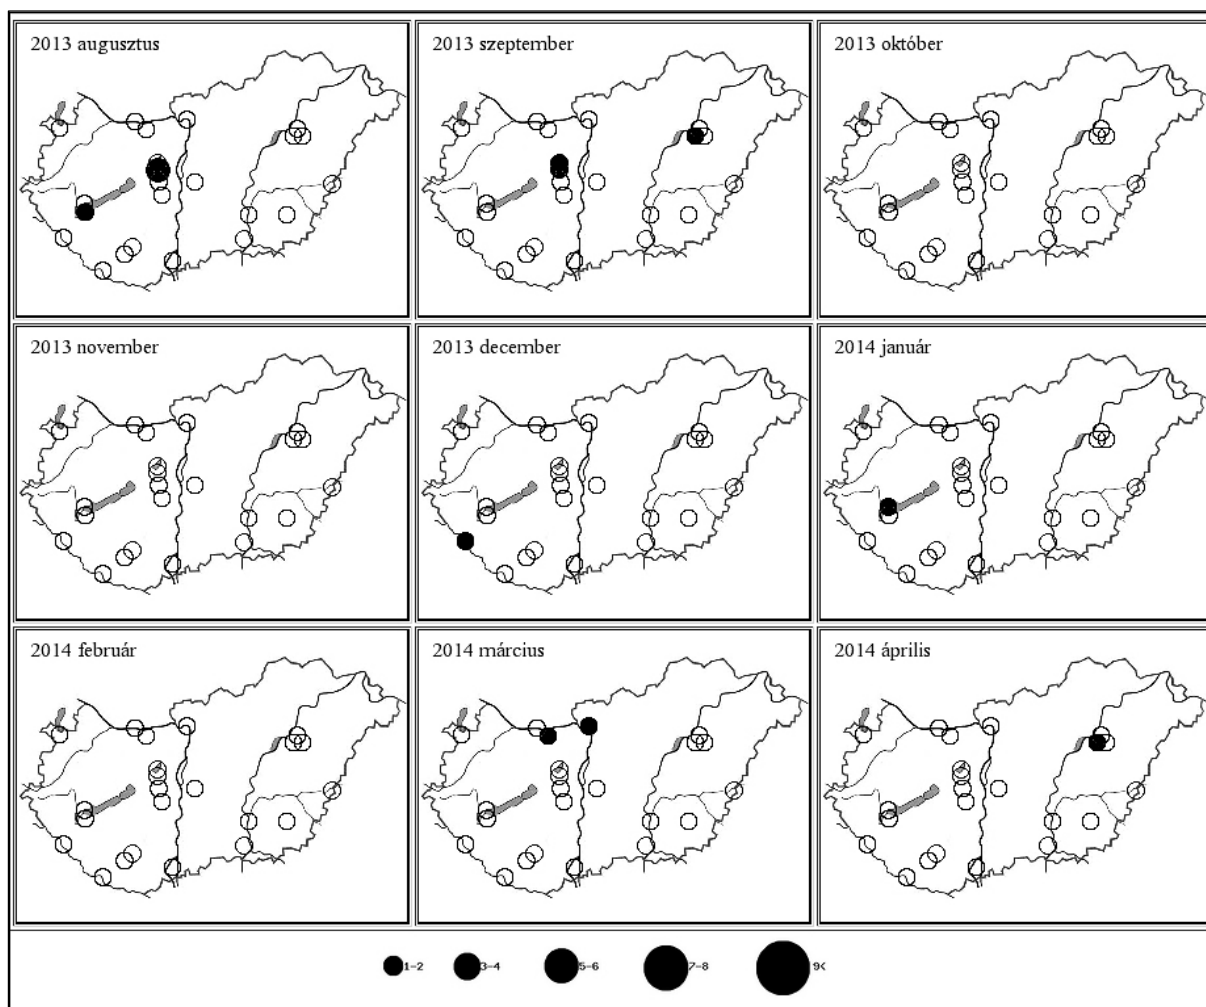 2013 augusztus
2013 szeptember
2013 október
2013 november
2013 december
2014 január
2014 február
2014 március
2014 április
1-2 3-4 5-6 7-8 9<